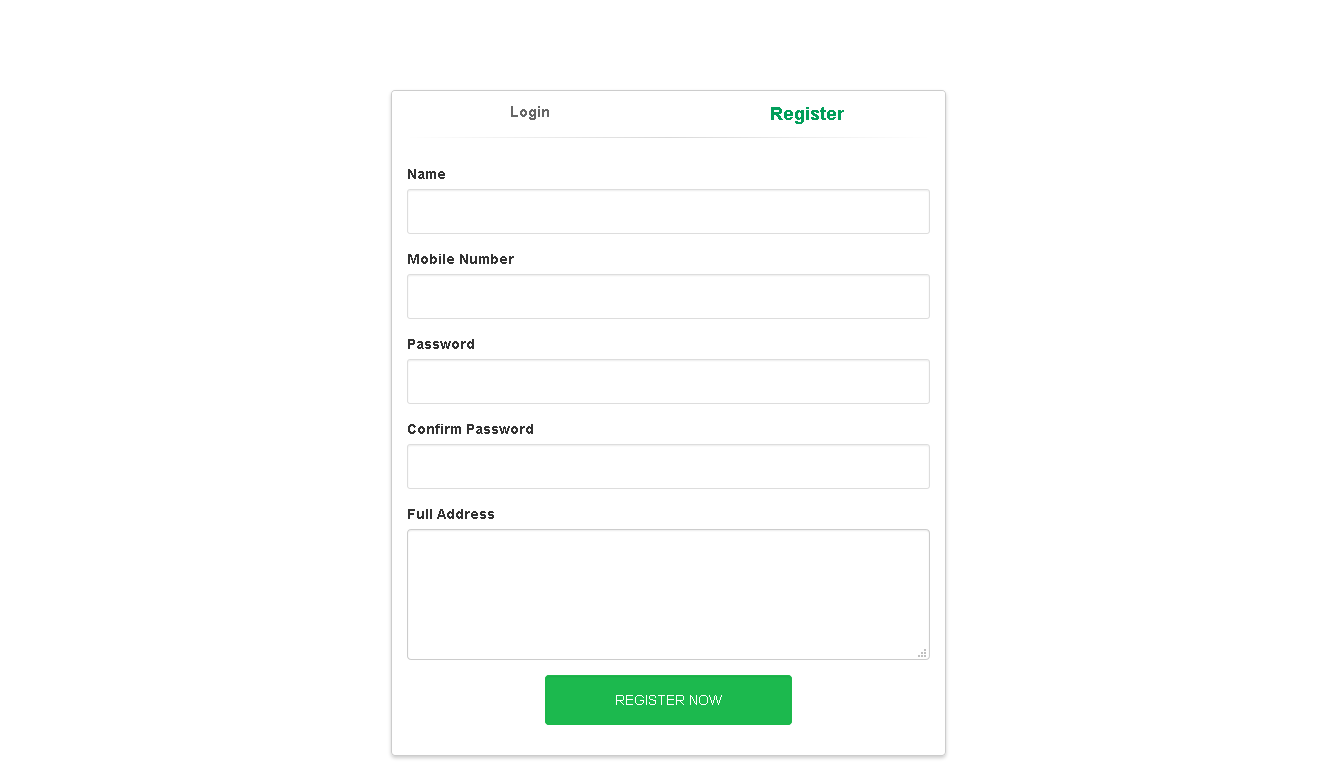 Login
Register
Name
Mobile Number
Password
Confirm Password
Full Address
REGISTER NOW